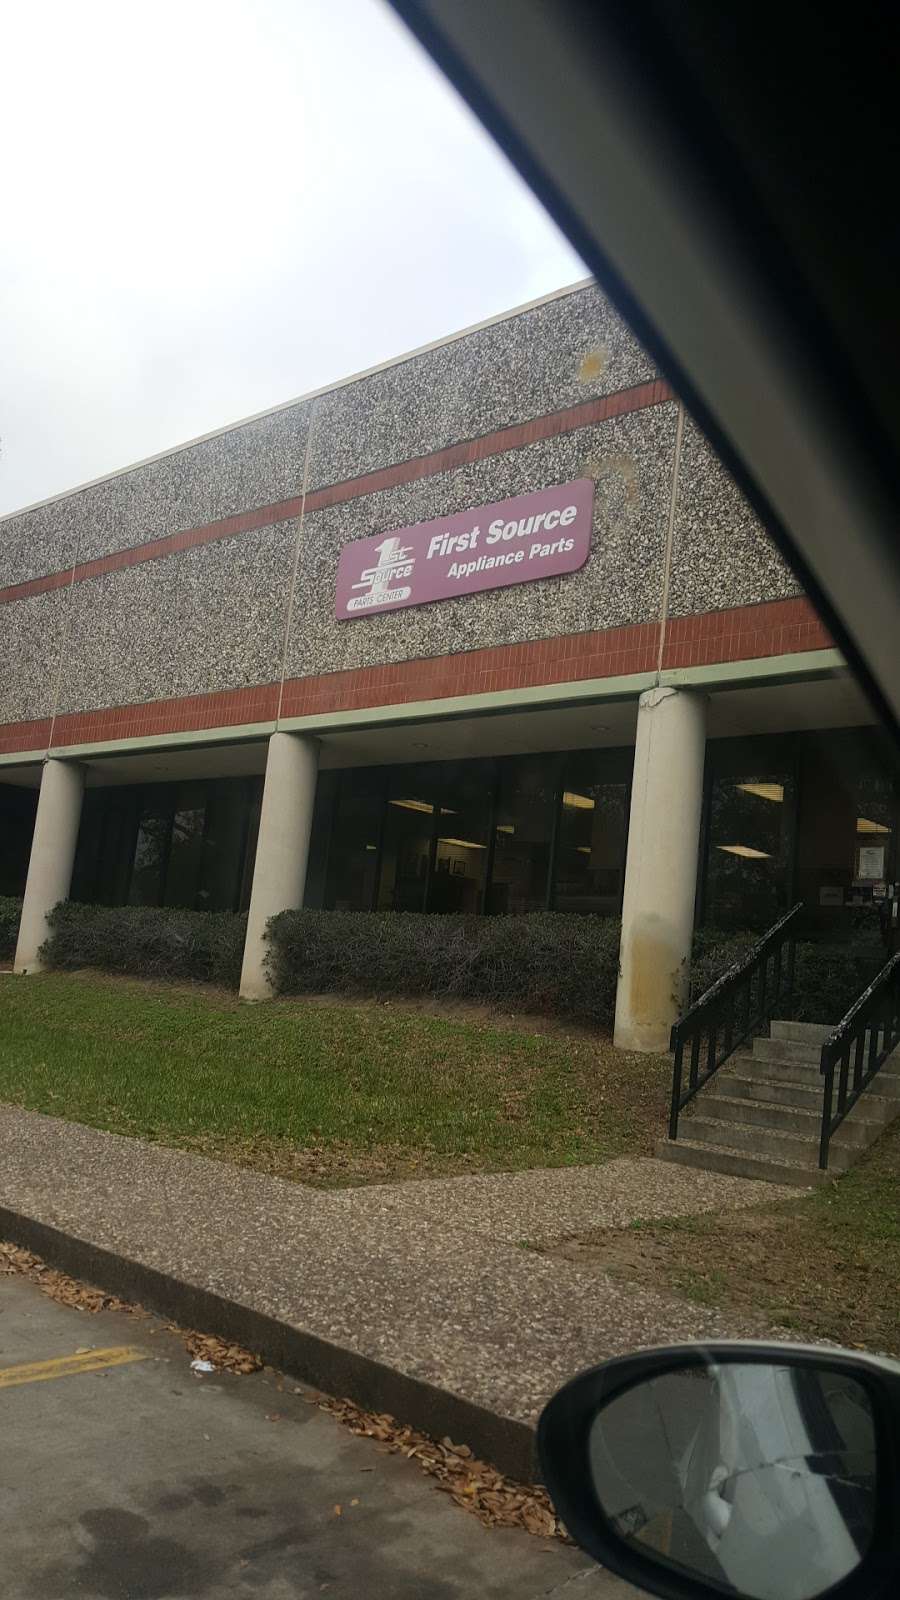 1st
Source
PARTS CENTER
First Source
Appliance Parts